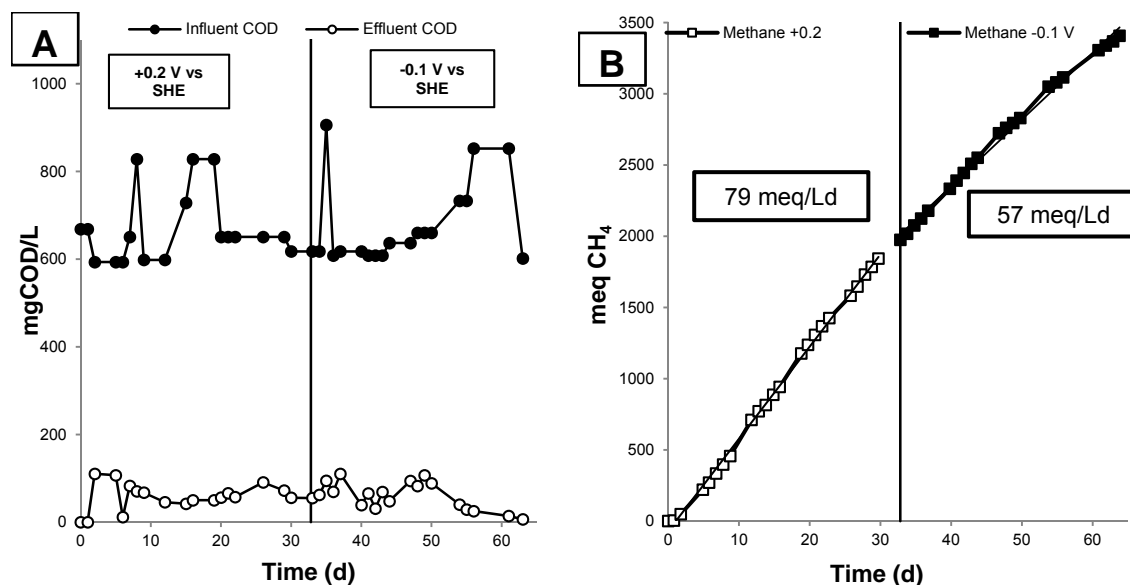 A
Influent COD
Effluent COD
+0.2 V vs
SHE
-0.1 V vs
SHE
mgCOD/L
1000
800
600
400
200
0
0 10 20 30 40 50 60
Time (d)
B
Methane +0.2
Methane -0.1 V
79 meq/Ld
57 meq/Ld
meq CH₄
3500
3000
2500
2000
1500
1000
500
0
0 10 20 30 40 50 60
Time (d)